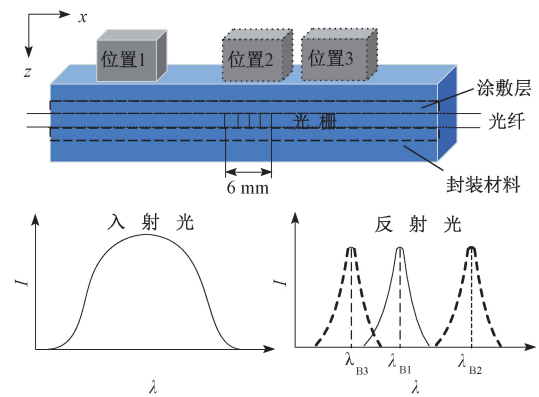 x
z
位置1 位置2 位置3
涂敷层
光栅
光纤
6 mm
封装材料
入射光
I
λ
反射光
I
λB3 λB1 λB2
λ